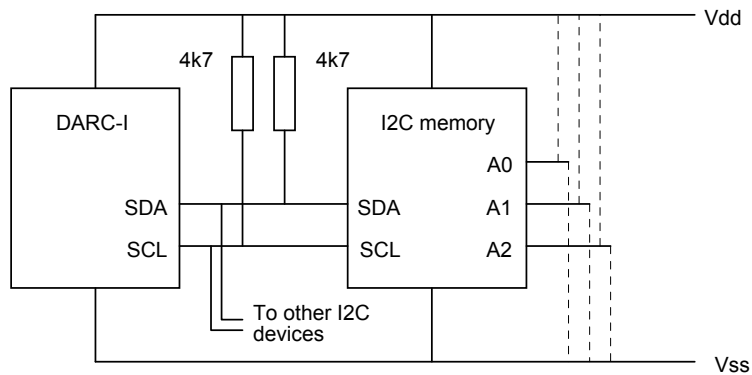 Vdd
4k7
4k7
DARC-I
I2C memory
A0
SDA
SDA
A1
SCL
SCL
A2
To other I2C
devices
Vss